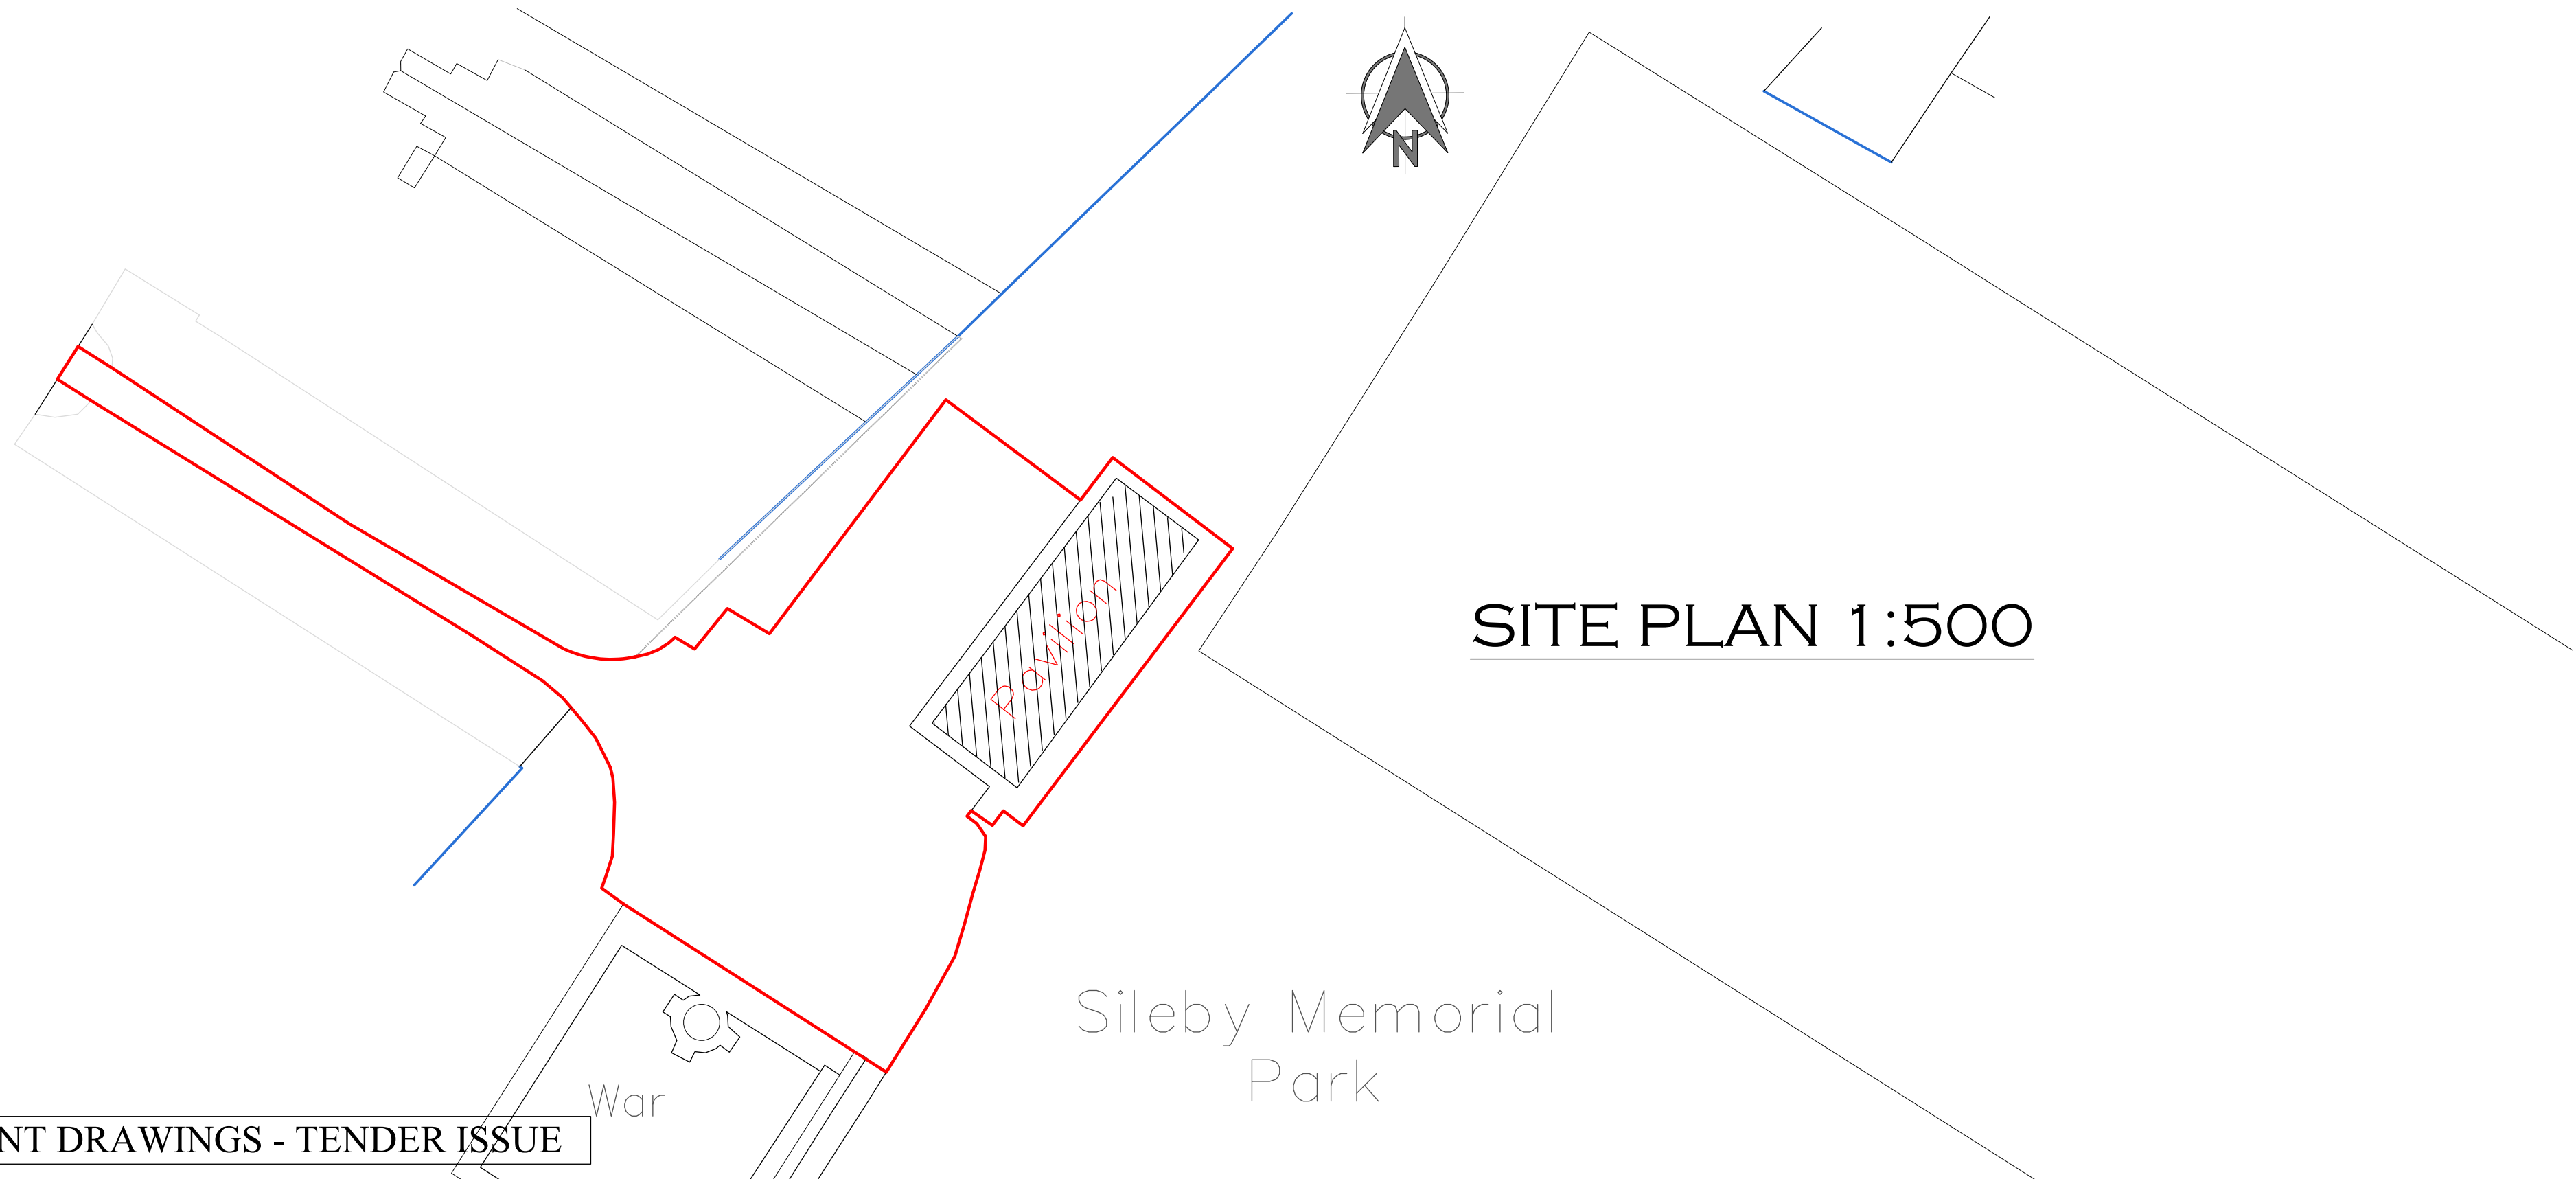 N
Pavilion
SITE PLAN 1:500
Sileby Memorial
Park
War
NT DRAWINGS - TENDER ISSUE